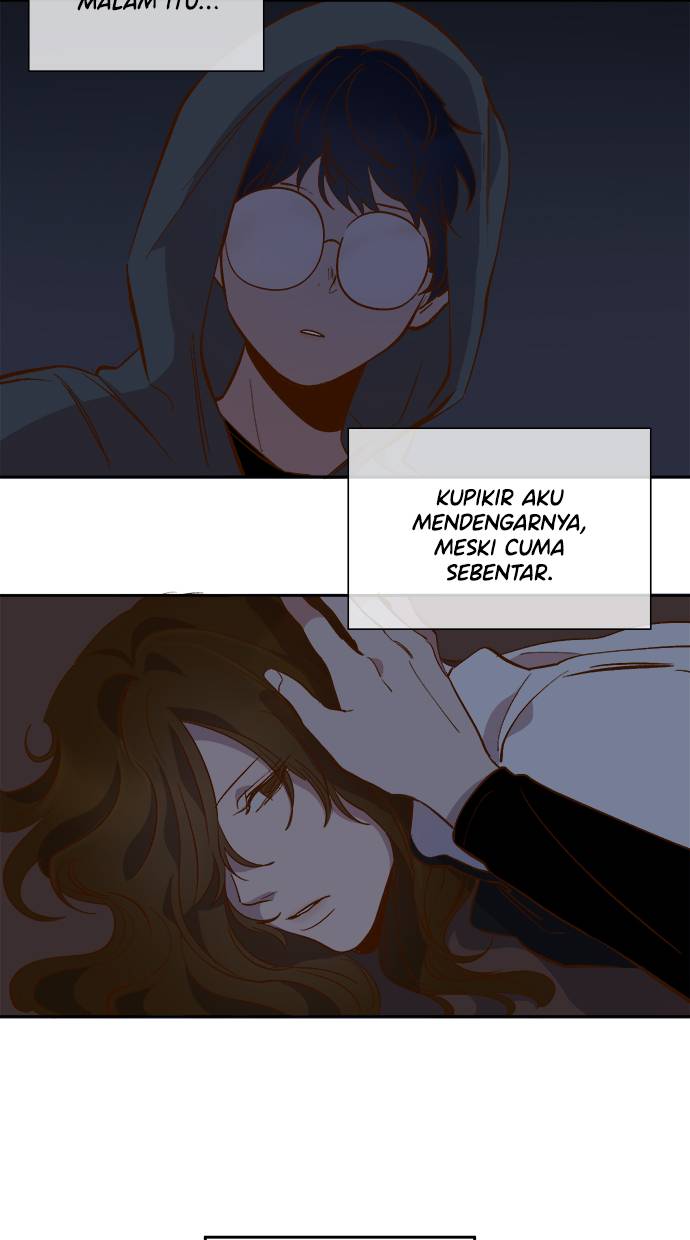 MALAM ITU...
KUPIKIR AKU
MENDENGARNYA,
MESKI CUMA
SEBENTAR.